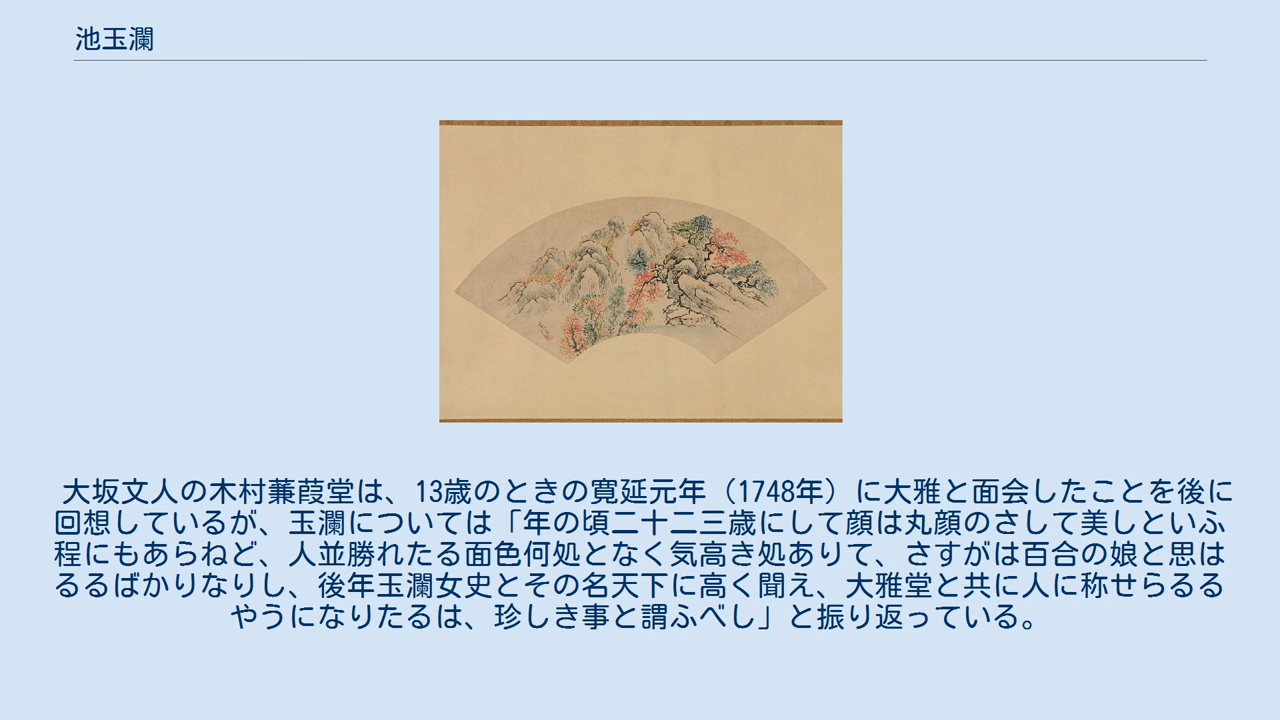 池玉瀾
大坂文人の木村蒹葭堂は、13歳のときの寛延元年（1748年）に大雅と面会したことを後に
回想しているが、玉瀾については「年の頃二十二三歳にして顔は丸顔のさして美しといふ
程にもあらねど、人並勝れたる面色何処となく気高き処ありて、さすがは百合の娘と思は
るるばかりなりし、後年玉瀾女史とその名天下に高く聞え、大雅堂と共に人に称せらるる
やうになりたるは、珍しき事と謂ふべし」と振り返っている。